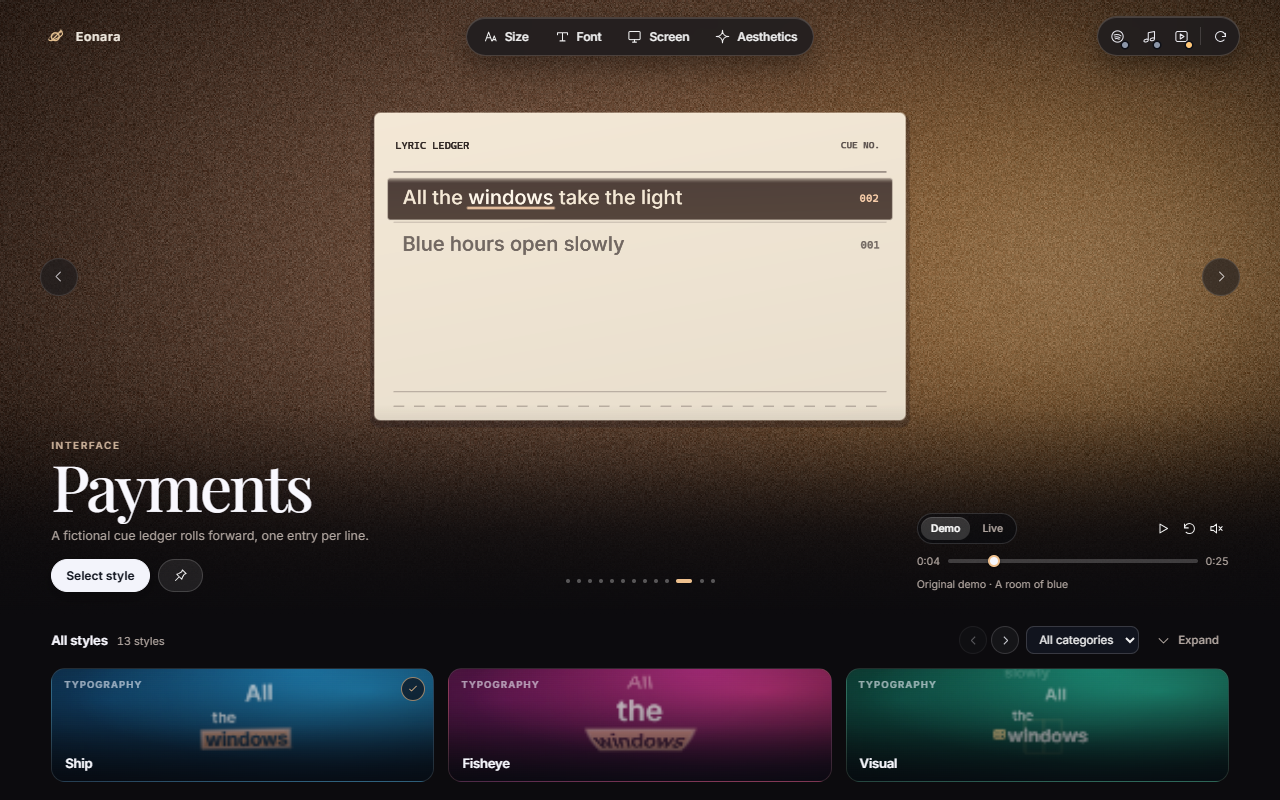 Eonara
Size Font Screen Aesthetics
LYRIC LEDGER CUE NO.
All the windows take the light 002
Blue hours open slowly 001
INTERFACE
Payments
A fictional cue ledger rolls forward, one entry per line.
Select style
Demo Live
0:04 0:25
Original demo · A room of blue
All styles 13 styles
All categories Expand
TYPOGRAPHY
All
the
windows
Ship
TYPOGRAPHY
All
the
windows
Fisheye
TYPOGRAPHY
slowly
All
the
windows
Visual